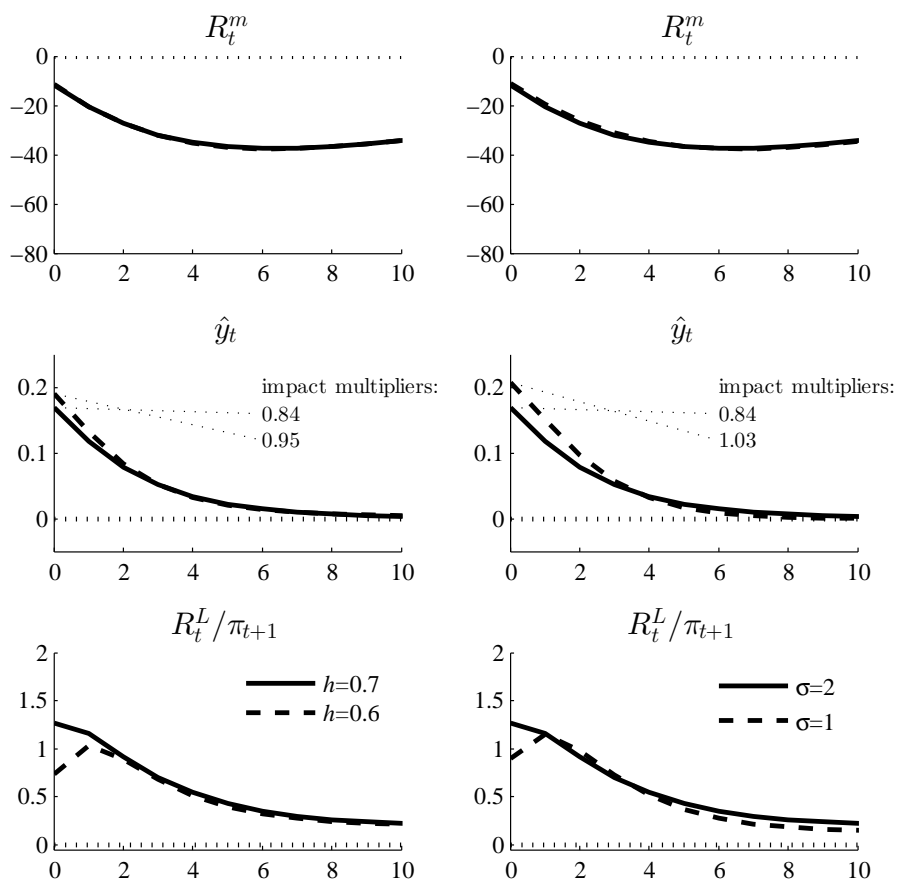 R_t^m R_t^m
0 0
−20 −20
−40 −40
−60 −60
−80 −80
0 2 4 6 8 10 0 2 4 6 8 10
ŷ_t ŷ_t
impact multipliers: impact multipliers:
0.2 0.84 0.2 0.84
0.1 0.95 0.1 1.03
0 0
0 2 4 6 8 10 0 2 4 6 8 10
R_t^L/π_{t+1} R_t^L/π_{t+1}
2 2
1.5 h=0.7 1.5 σ=2
1 h=0.6 1 σ=1
0.5 0.5
0 0
0 2 4 6 8 10 0 2 4 6 8 10